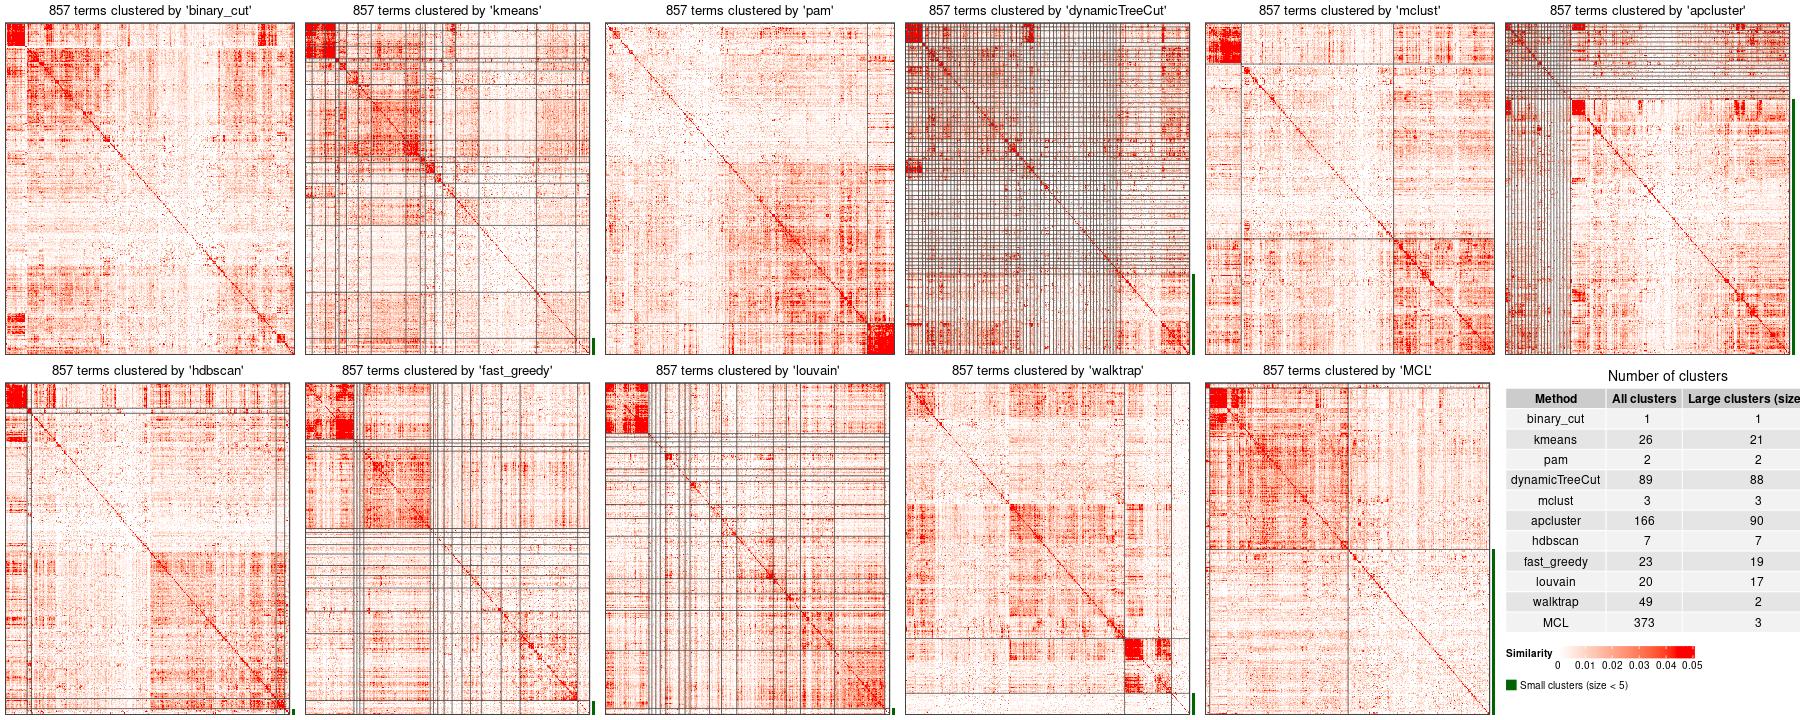 857 terms clustered by 'binary_cut'
857 terms clustered by 'kmeans'
857 terms clustered by 'pam'
857 terms clustered by 'dynamicTreeCut'
857 terms clustered by 'mclust'
857 terms clustered by 'apcluster'
857 terms clustered by 'hdbscan'
857 terms clustered by 'fast_greedy'
857 terms clustered by 'louvain'
857 terms clustered by 'walktrap'
857 terms clustered by 'MCL'
Number of clusters
Method All clusters Large clusters (size
binary_cut 1 1
kmeans 26 21
pam 2 2
dynamicTreeCut 89 88
mclust 3 3
apcluster 166 90
hdbscan 7 7
fast_greedy 23 19
louvain 20 17
walktrap 49 2
MCL 373 3
Similarity
0 0.01 0.02 0.03 0.04 0.05
Small clusters (size < 5)